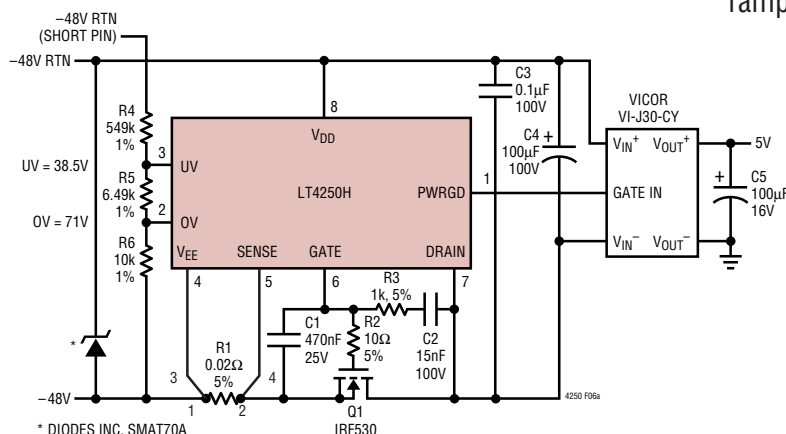 ramp
–48V RTN
(SHORT PIN)
–48V RTN
R4
549k
1%
UV = 38.5V
R5
6.49k
1%
OV = 71V
R6
10k
1%
*
–48V
* DIODES INC. SMAT70A
8
VDD
3
UV
2
OV
LT4250H
PWRGD
1
VEE
SENSE
GATE
DRAIN
4
5
6
7
C1
470nF
25V
R3
1k, 5%
R2
10Ω
5%
C2
15nF
100V
R1
0.02Ω
5%
3
4
1
2
Q1
IRF530
4250 F06a
C3
0.1µF
100V
C4
100µF
100V
+
VICOR
VI-J30-CY
VIN+
VOUT+
GATE IN
VIN–
VOUT–
5V
+
C5
100µF
16V